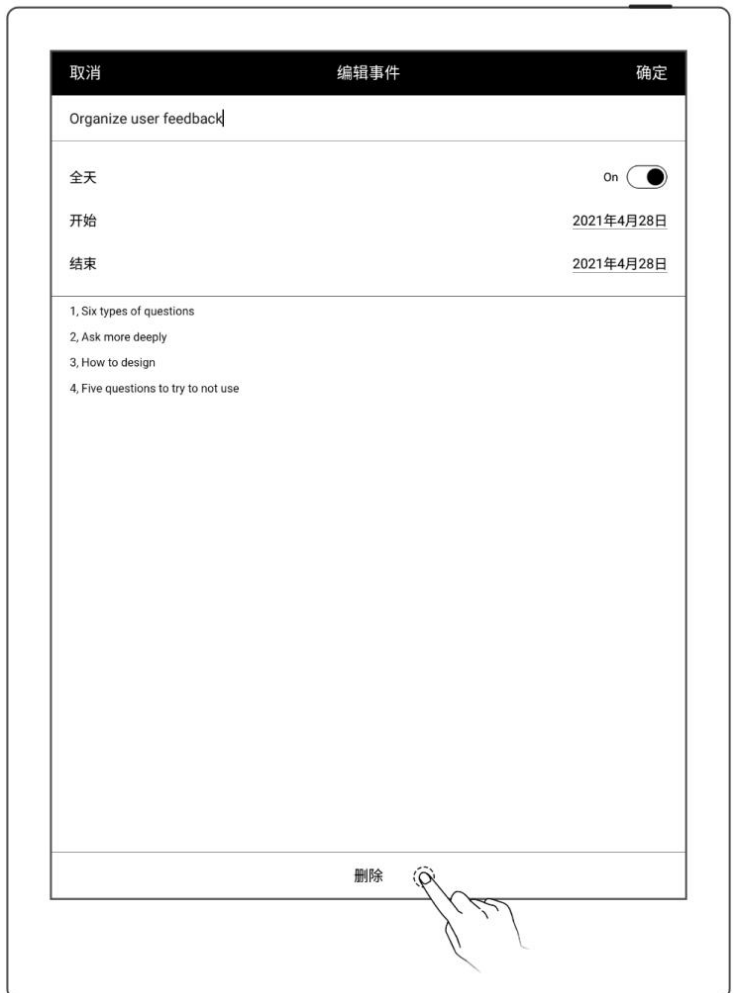 取消 编辑事件 确定
Organize user feedback
全天 On
开始 2021年4月28日
结束 2021年4月28日
1, Six types of questions
2, Ask more deeply
3, How to design
4, Five questions to try to not use
删除